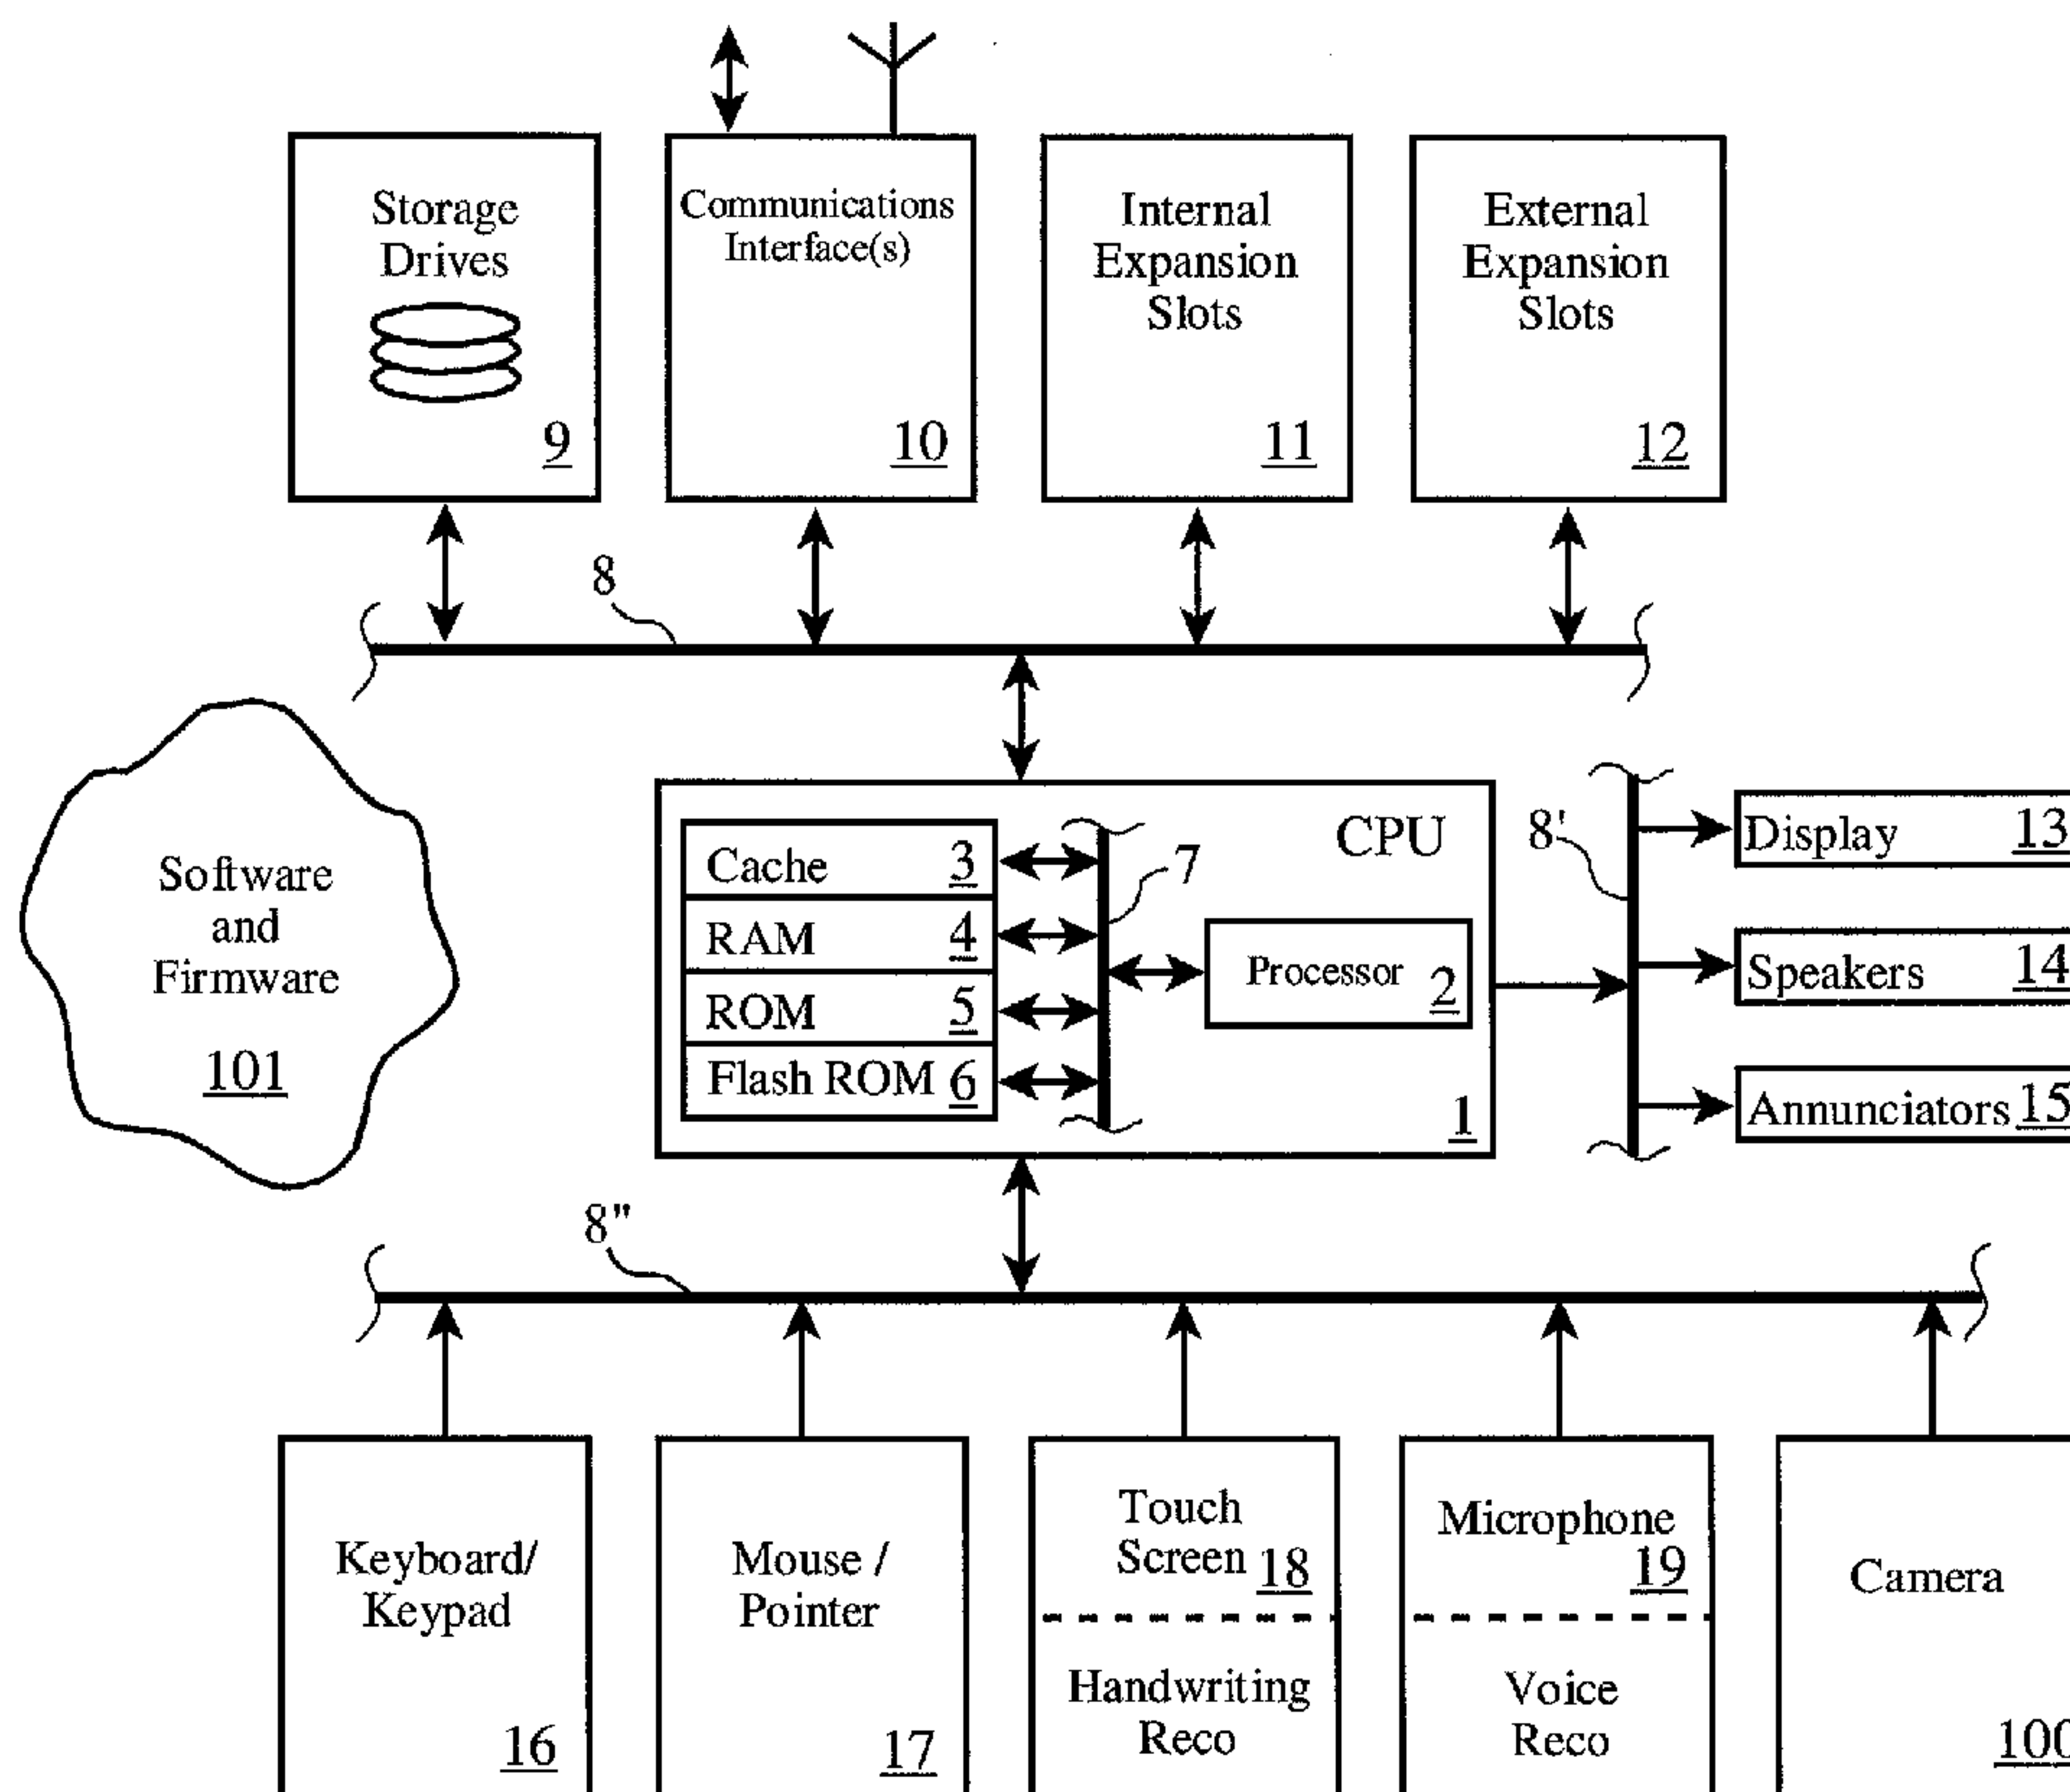 Storage
Drives
9
Communications
Interface(s)
10
Internal
Expansion
Slots
11
External
Expansion
Slots
12
8
Software
and
Firmware
101
CPU
Cache 3
RAM 4
ROM 5
Flash ROM 6
7
Processor 2
1
8'
Display 13
Speakers 14
Annunciators 15
8"
Keyboard/
Keypad
16
Mouse /
Pointer
17
Touch
Screen 18
Handwriting
Reco
Microphone
19
Voice
Reco
Camera
100